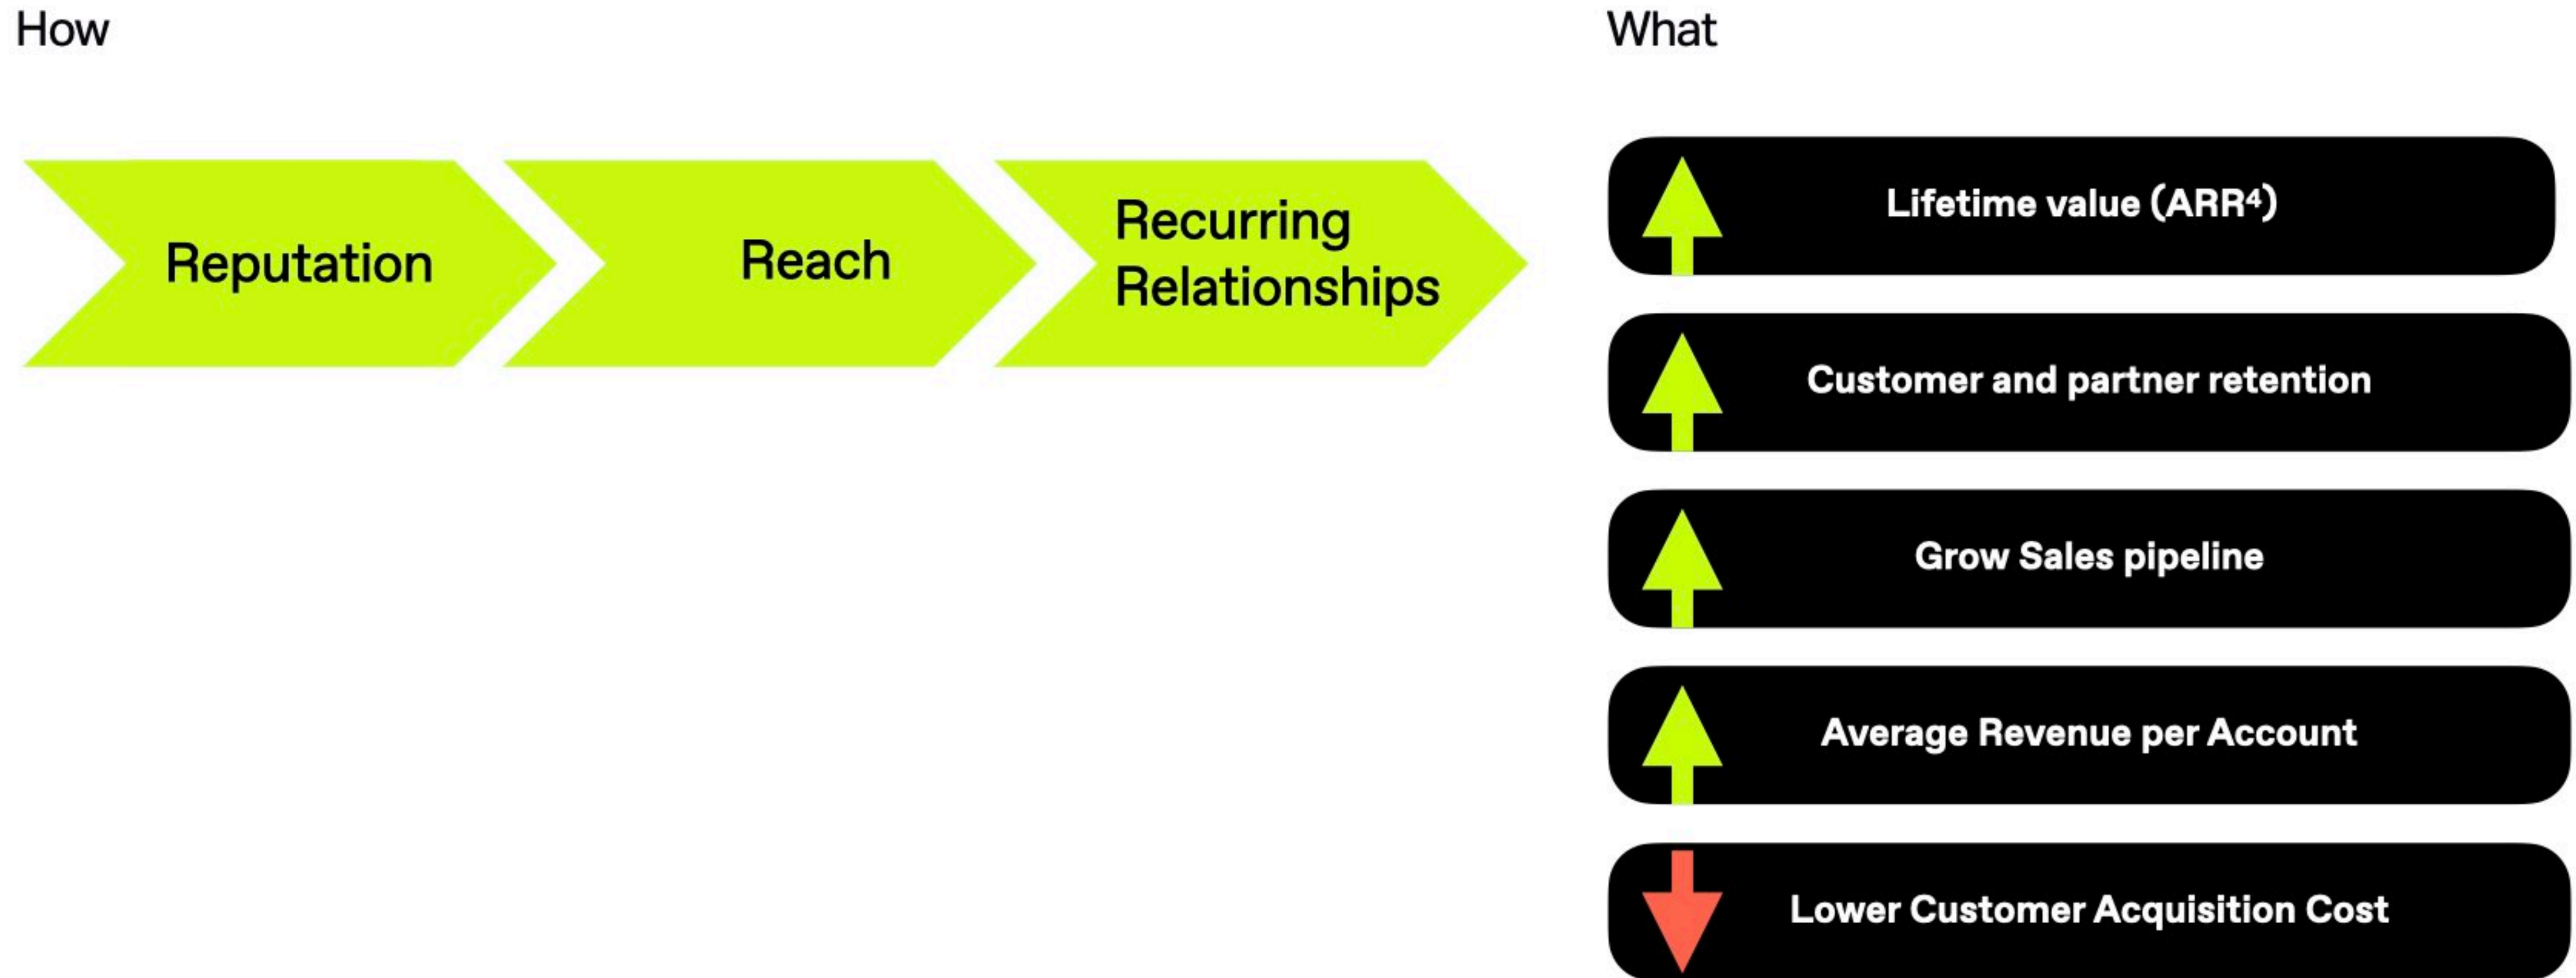 How
Reputation
Reach
Recurring
Relationships
What
Lifetime value (ARR⁴)
Customer and partner retention
Grow Sales pipeline
Average Revenue per Account
Lower Customer Acquisition Cost